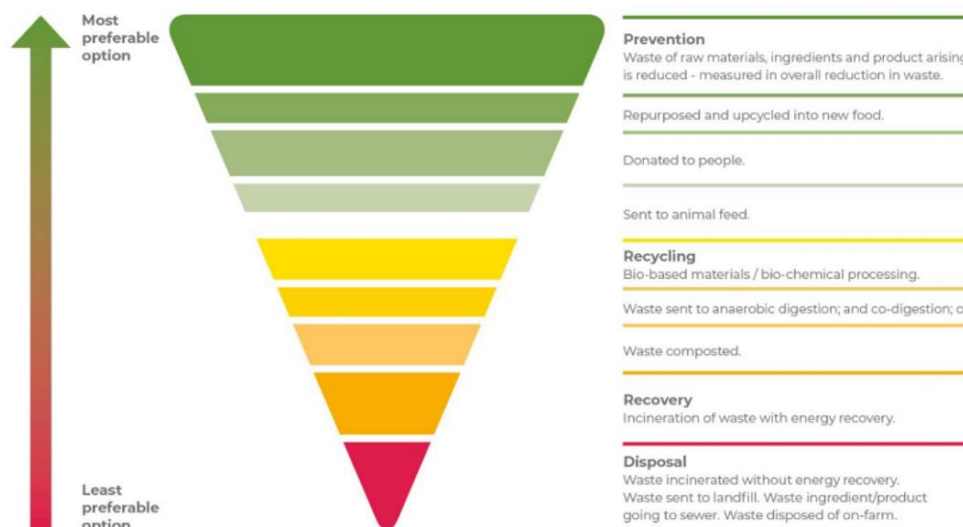 Most
preferable
option
Prevention
Waste of raw materials, ingredients and product arising
is reduced - measured in overall reduction in waste.
Repurposed and upcycled into new food.
Donated to people.
Sent to animal feed.
Recycling
Bio-based materials / bio-chemical processing.
Waste sent to anaerobic digestion; and co-digestion;
Waste composted.
Recovery
Incineration of waste with energy recovery.
Disposal
Waste incinerated without energy recovery.
Waste sent to landfill. Waste ingredient/product
going to sewer. Waste disposed of on-farm.
Least
preferable
option